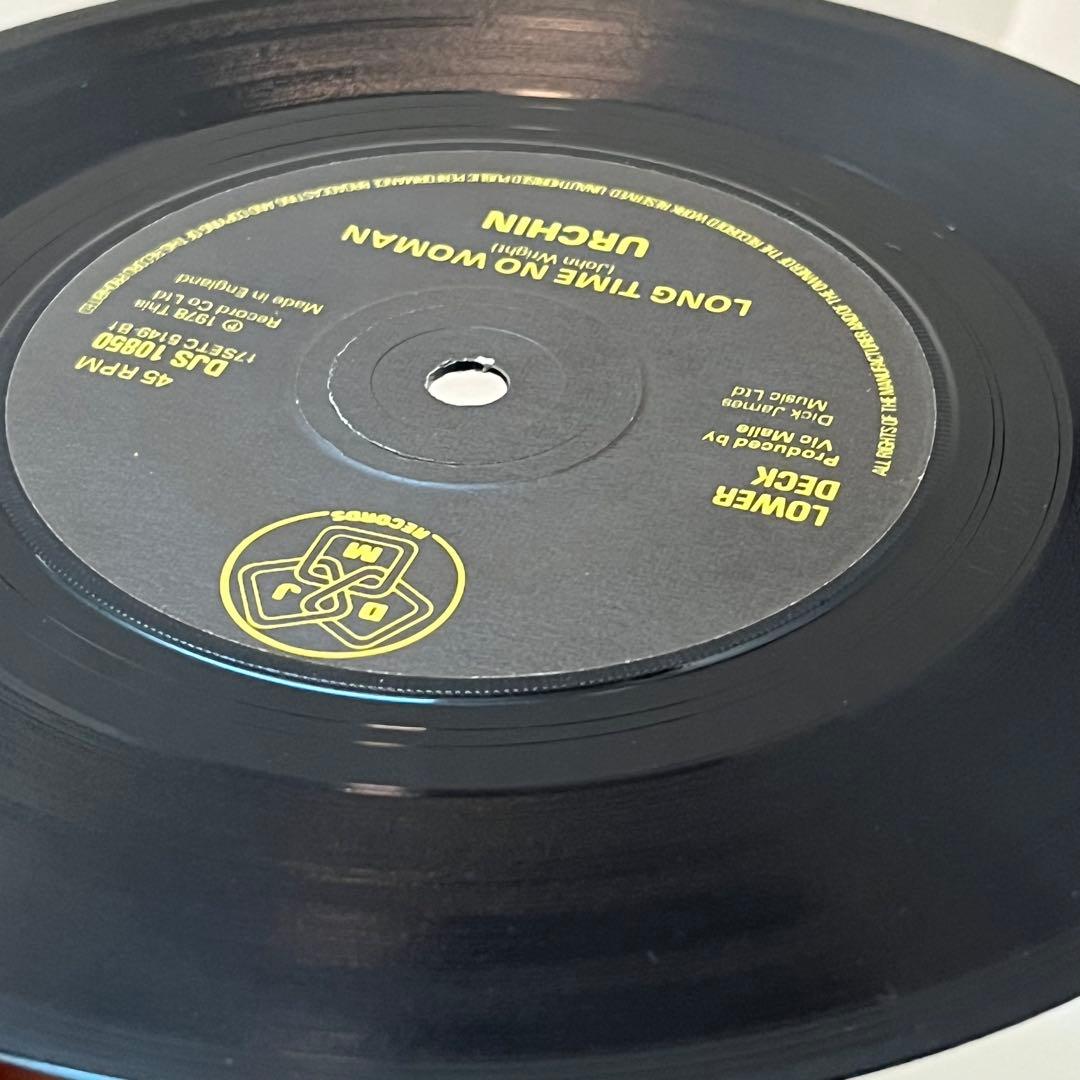 D J M
RECORDS
LOWER
DECK
Produced by
Vic Maile
Dick James
Music Ltd
45 RPM
DJS 10850
17SETC 5149-B1
℗ 1978 This
Record Co Ltd
Made in England
LONG TIME NO WOMAN
(John Wright)
URCHIN
ALL RIGHTS OF THE MANUFACTURER AND OF THE OWNER OF THE RECORDED WORK RESERVED. UNAUTHORISED PUBLIC PERFORMANCE, BROADCASTING AND COPYING OF THIS RECORD PROHIBITED